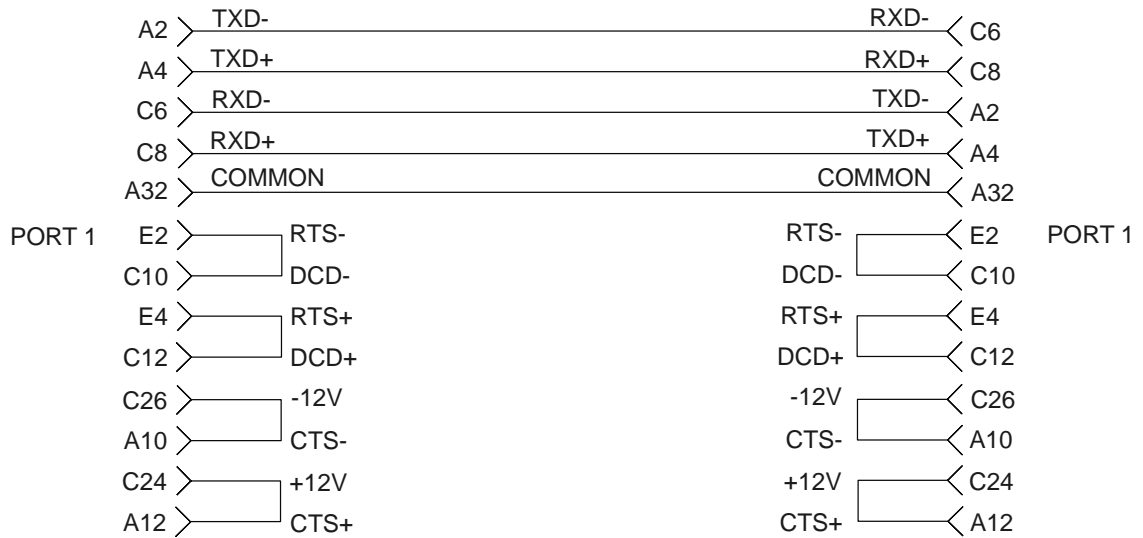 A2 TXD- RXD- C6
A4 TXD+ RXD+ C8
C6 RXD- TXD- A2
C8 RXD+ TXD+ A4
A32 COMMON COMMON A32
PORT 1 E2 RTS- RTS- E2 PORT 1
C10 DCD- DCD- C10
E4 RTS+ RTS+ E4
C12 DCD+ DCD+ C12
C26 -12V -12V C26
A10 CTS- CTS- A10
C24 +12V +12V C24
A12 CTS+ CTS+ A12